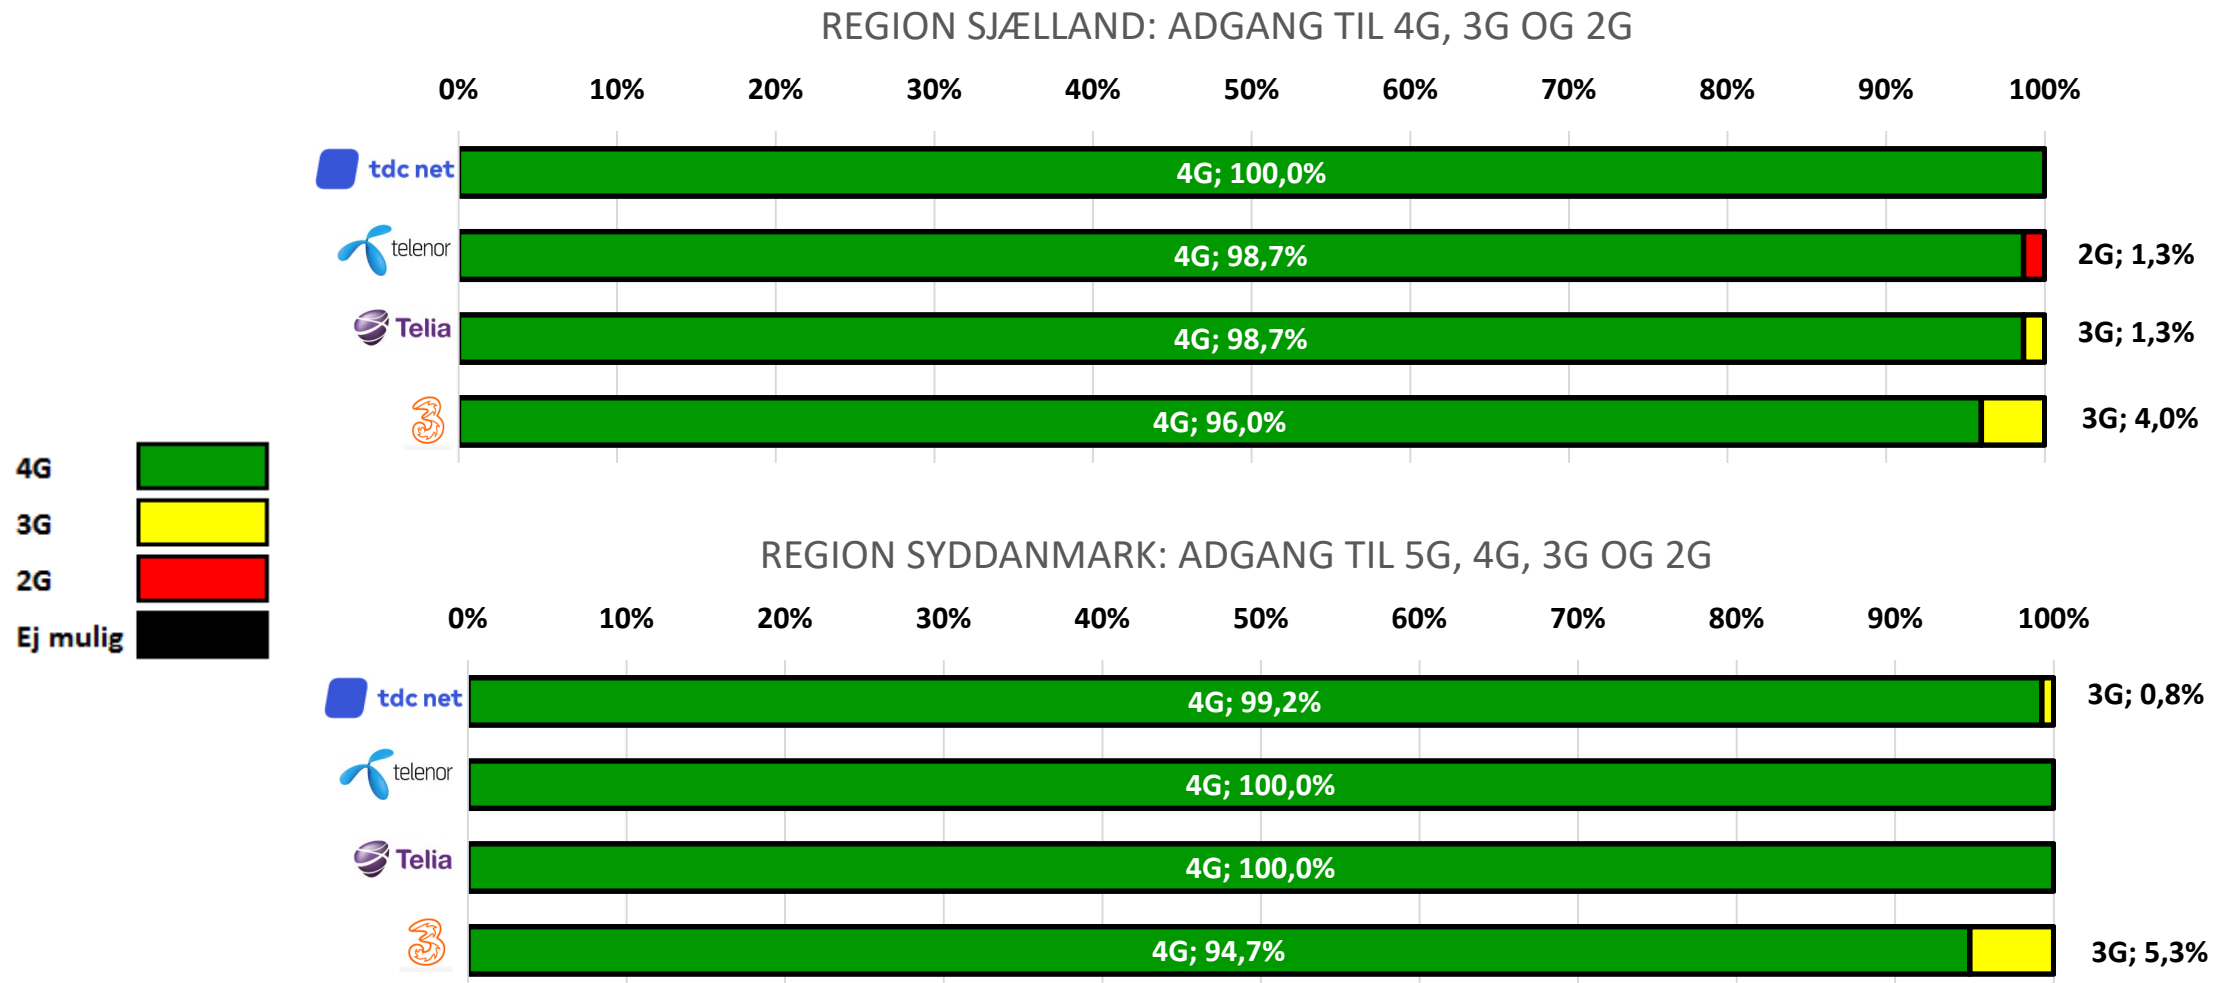 REGION SJÆLLAND: ADGANG TIL 4G, 3G OG 2G
0% 10% 20% 30% 40% 50% 60% 70% 80% 90% 100%
tdc net 4G; 100,0%
telenor 4G; 98,7% 2G; 1,3%
Telia 4G; 98,7% 3G; 1,3%
3 4G; 96,0% 3G; 4,0%
4G
3G
2G
Ej mulig
REGION SYDDANMARK: ADGANG TIL 5G, 4G, 3G OG 2G
0% 10% 20% 30% 40% 50% 60% 70% 80% 90% 100%
tdc net 4G; 99,2% 3G; 0,8%
telenor 4G; 100,0%
Telia 4G; 100,0%
3 4G; 94,7% 3G; 5,3%